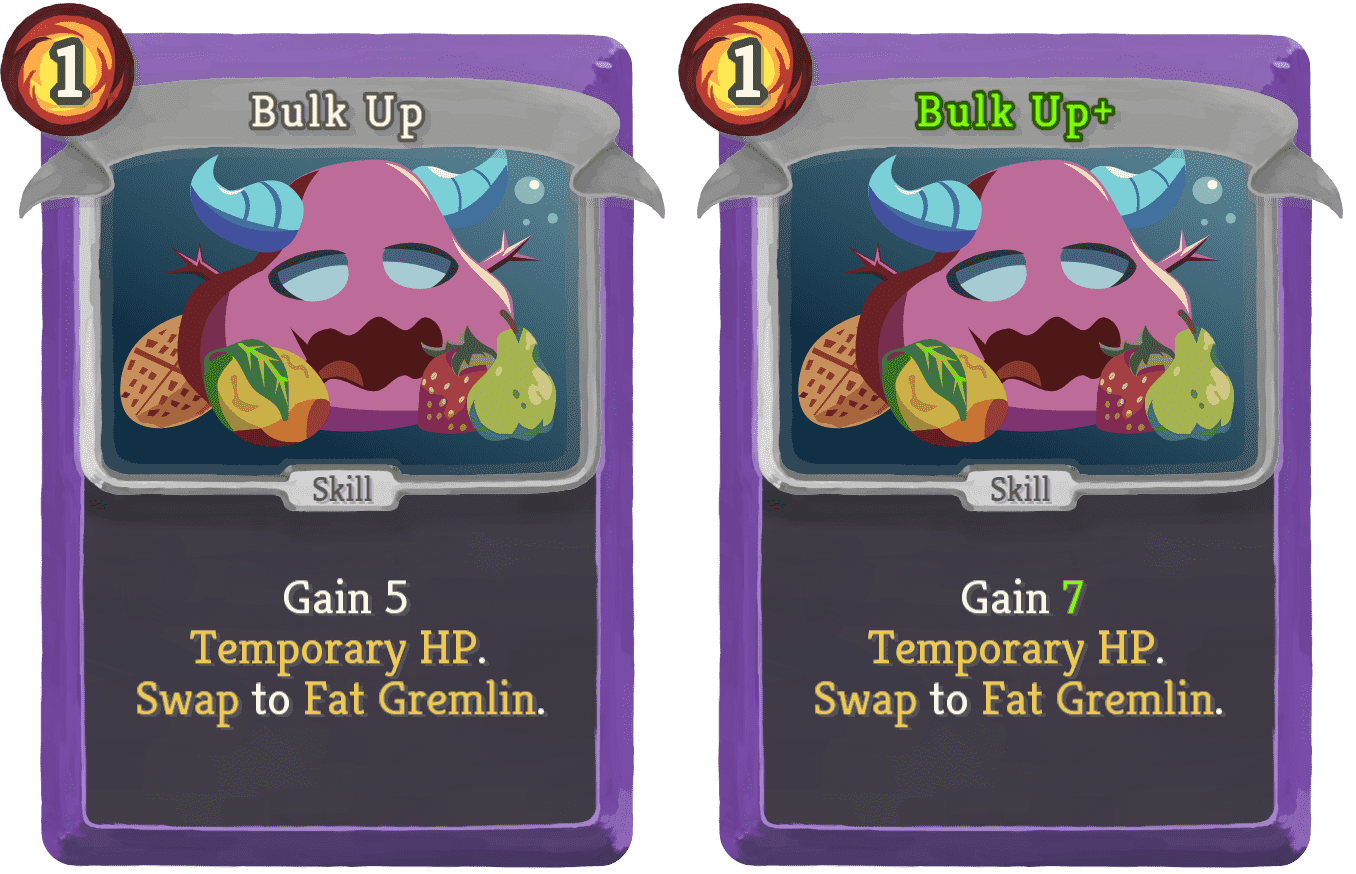 1
Bulk Up
Skill
Gain 5
Temporary HP.
Swap to Fat Gremlin.
1
Bulk Up+
Skill
Gain 7
Temporary HP.
Swap to Fat Gremlin.